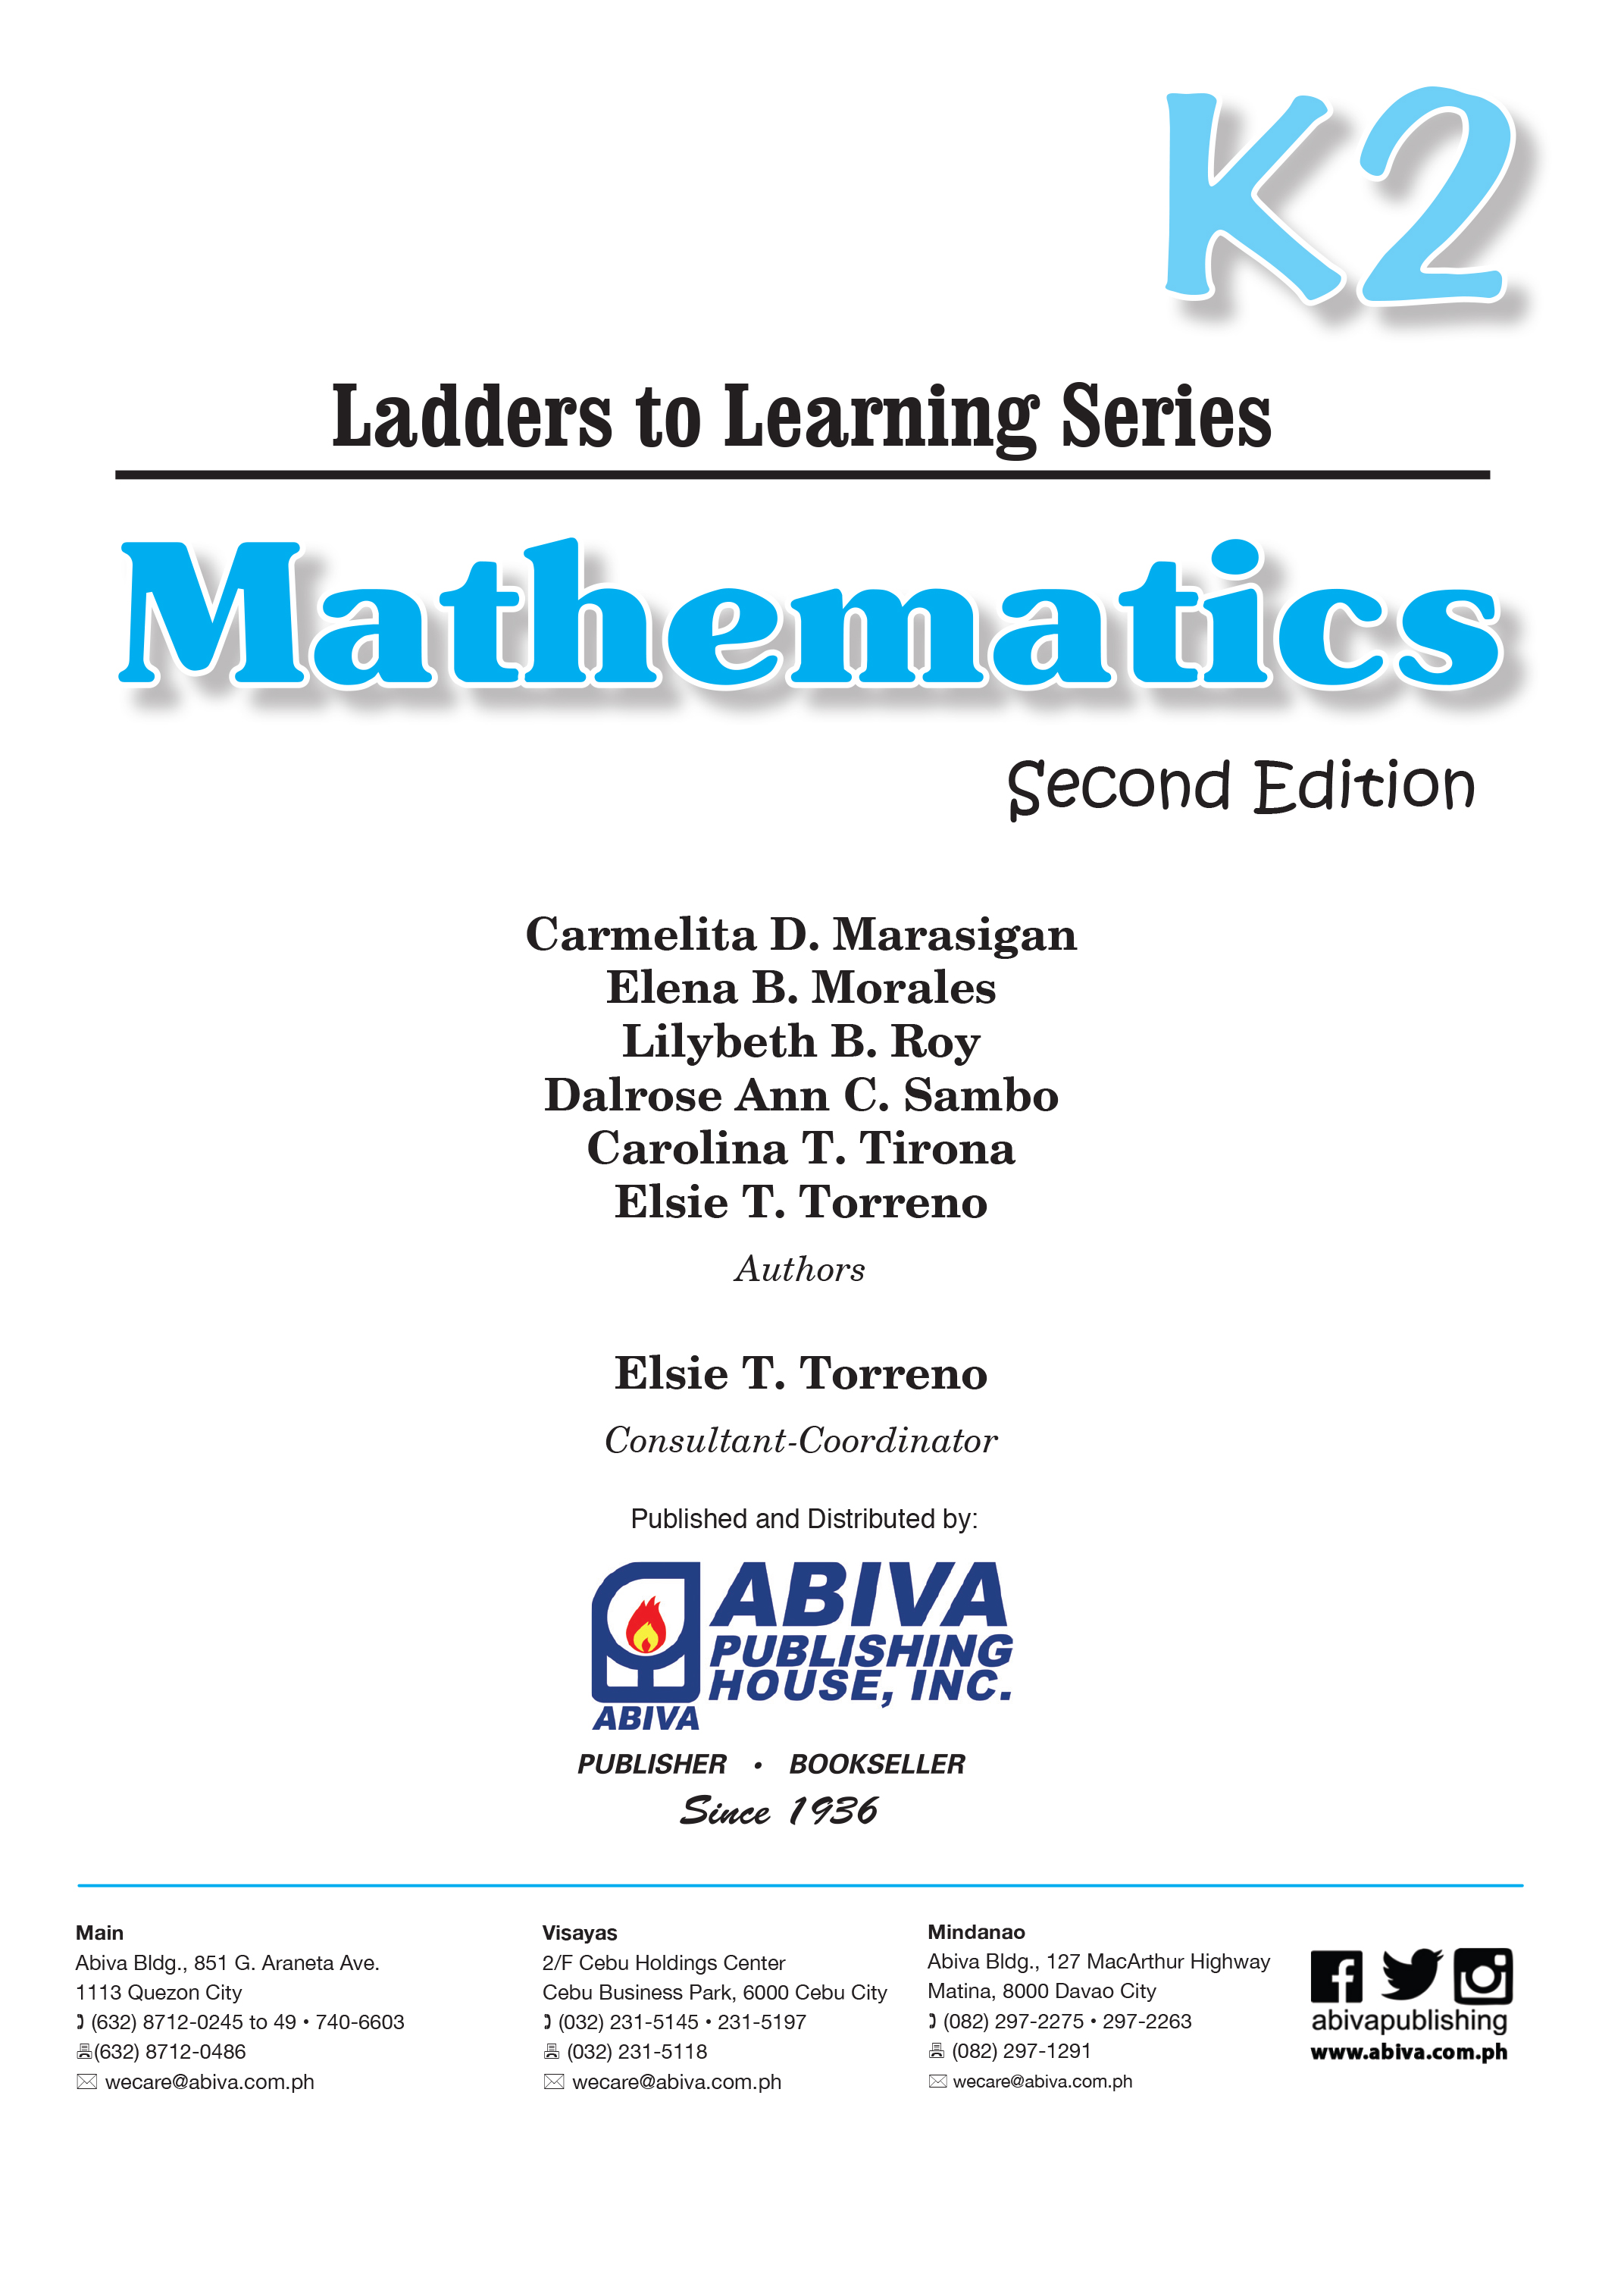 K2
Ladders to Learning Series
Mathematics
Second Edition
Carmelita D. Marasigan
Elena B. Morales
Lilybeth B. Roy
Dalrose Ann C. Sambo
Carolina T. Tirona
Elsie T. Torreno
Authors
Elsie T. Torreno
Consultant-Coordinator
Published and Distributed by:
ABIVA
PUBLISHING
HOUSE, INC.
ABIVA
PUBLISHER • BOOKSELLER
Since 1936
Main
Abiva Bldg., 851 G. Araneta Ave.
1113 Quezon City
(632) 8712-0245 to 49 • 740-6603
(632) 8712-0486
wecare@abiva.com.ph
Visayas
2/F Cebu Holdings Center
Cebu Business Park, 6000 Cebu City
(032) 231-5145 • 231-5197
(032) 231-5118
wecare@abiva.com.ph
Mindanao
Abiva Bldg., 127 MacArthur Highway
Matina, 8000 Davao City
(082) 297-2275 • 297-2263
(082) 297-1291
wecare@abiva.com.ph
abivapublishing
www.abiva.com.ph